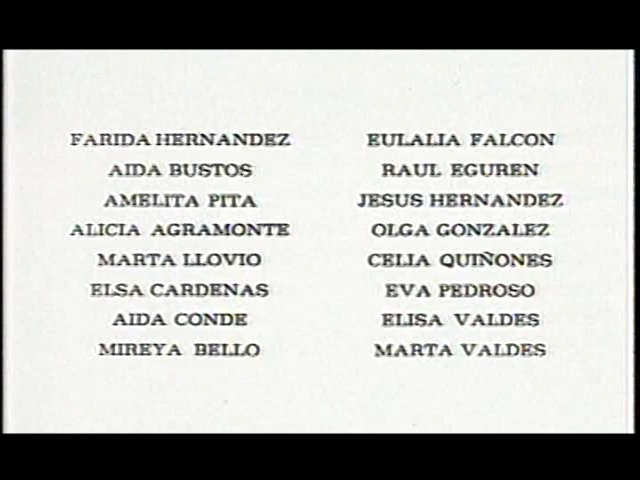 FARIDA HERNANDEZ
AIDA BUSTOS
AMELITA PITA
ALICIA AGRAMONTE
MARTA LLOVIO
ELSA CARDENAS
AIDA CONDE
MIREYA BELLO
EULALIA FALCON
RAUL EGUREN
JESUS HERNANDEZ
OLGA GONZALEZ
CELIA QUIÑONES
EVA PEDROSO
ELISA VALDES
MARTA VALDES